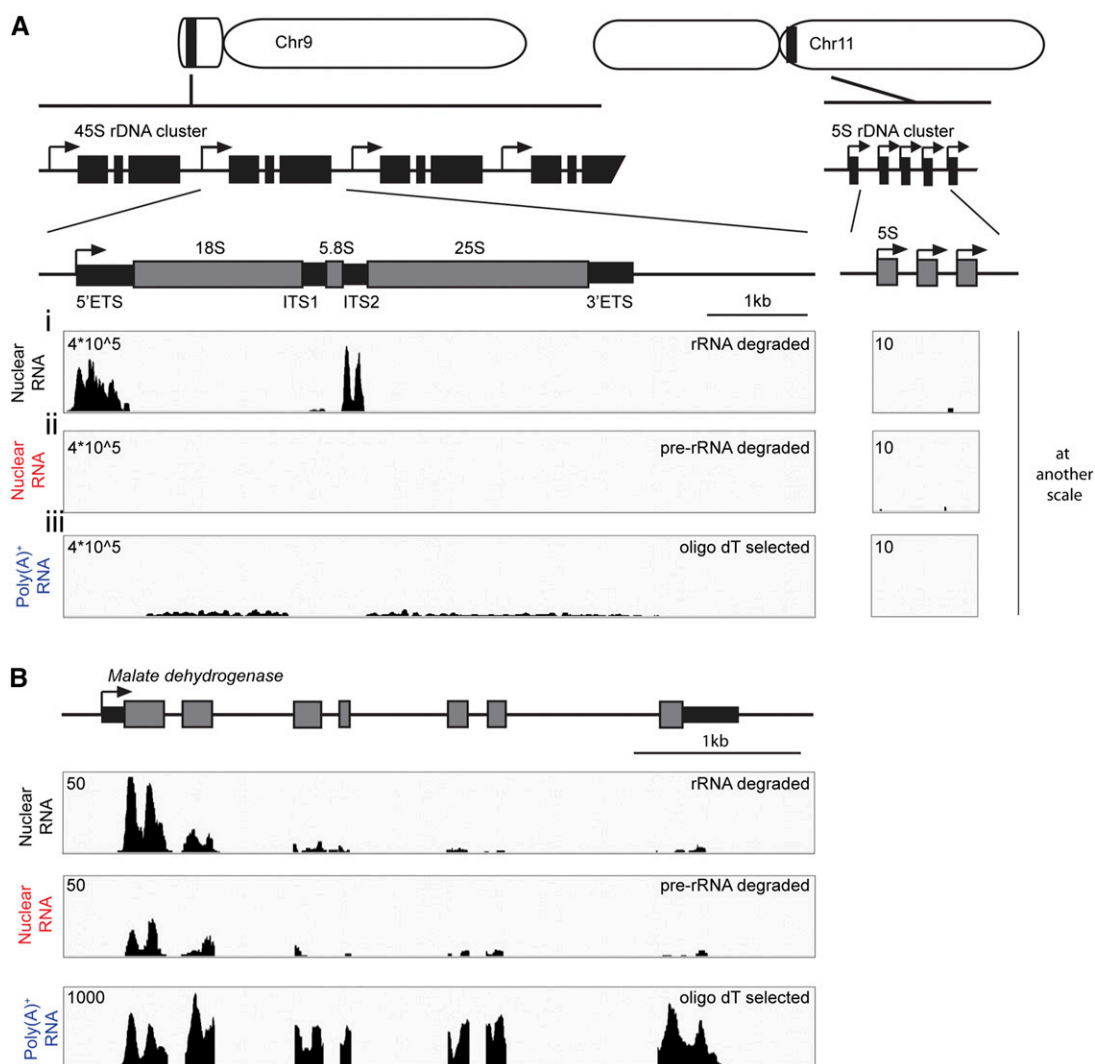 A
Chr9
Chr11
45S rDNA cluster
5S rDNA cluster
18S
5.8S
25S
5S
5'ETS
ITS1
ITS2
3'ETS
1kb
i
Nuclear
RNA
4*10^5
rRNA degraded
10
ii
Nuclear
RNA
4*10^5
pre-rRNA degraded
10
at
another
scale
iii
Poly(A)⁺
RNA
4*10^5
oligo dT selected
10
B
Malate dehydrogenase
1kb
Nuclear
RNA
50
rRNA degraded
Nuclear
RNA
50
pre-rRNA degraded
Poly(A)⁺
RNA
1000
oligo dT selected